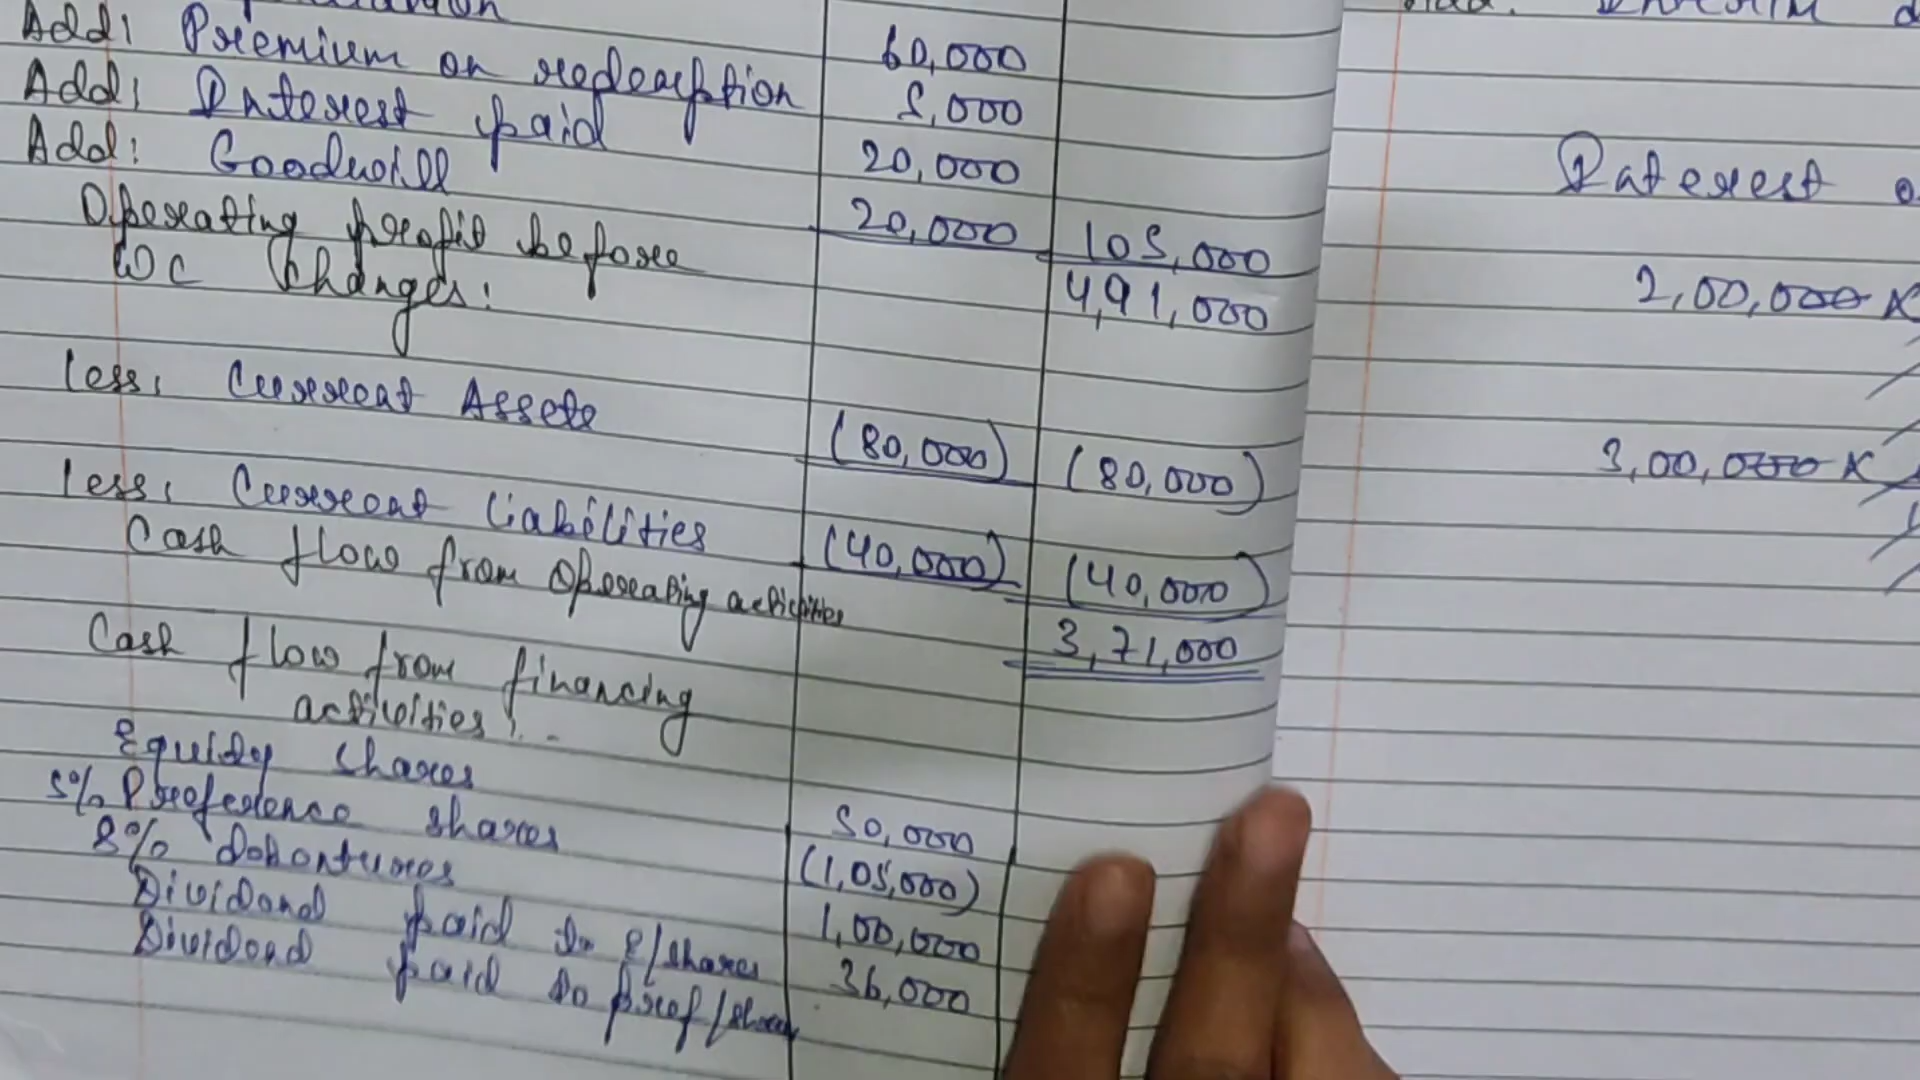 Add: Premium on redemption 60,000
Add: Interest paid 5,000
Add: Goodwill 20,000
Operating profit before 20,000 105,000
WC changes: 4,91,000
Less: Current Assets (80,000) (80,000)
Less: Current Liabilities (40,000) (40,000)
Cash flow from Operating activities 3,71,000
Cash flow from financing
activities:-
Equity shares 50,000
5% Preference shares (1,05,000)
8% Debentures 1,00,000
Dividend paid to E/shares 36,000
Dividend paid to pref/shares
Interest
2,00,000 x
3,00,000 x